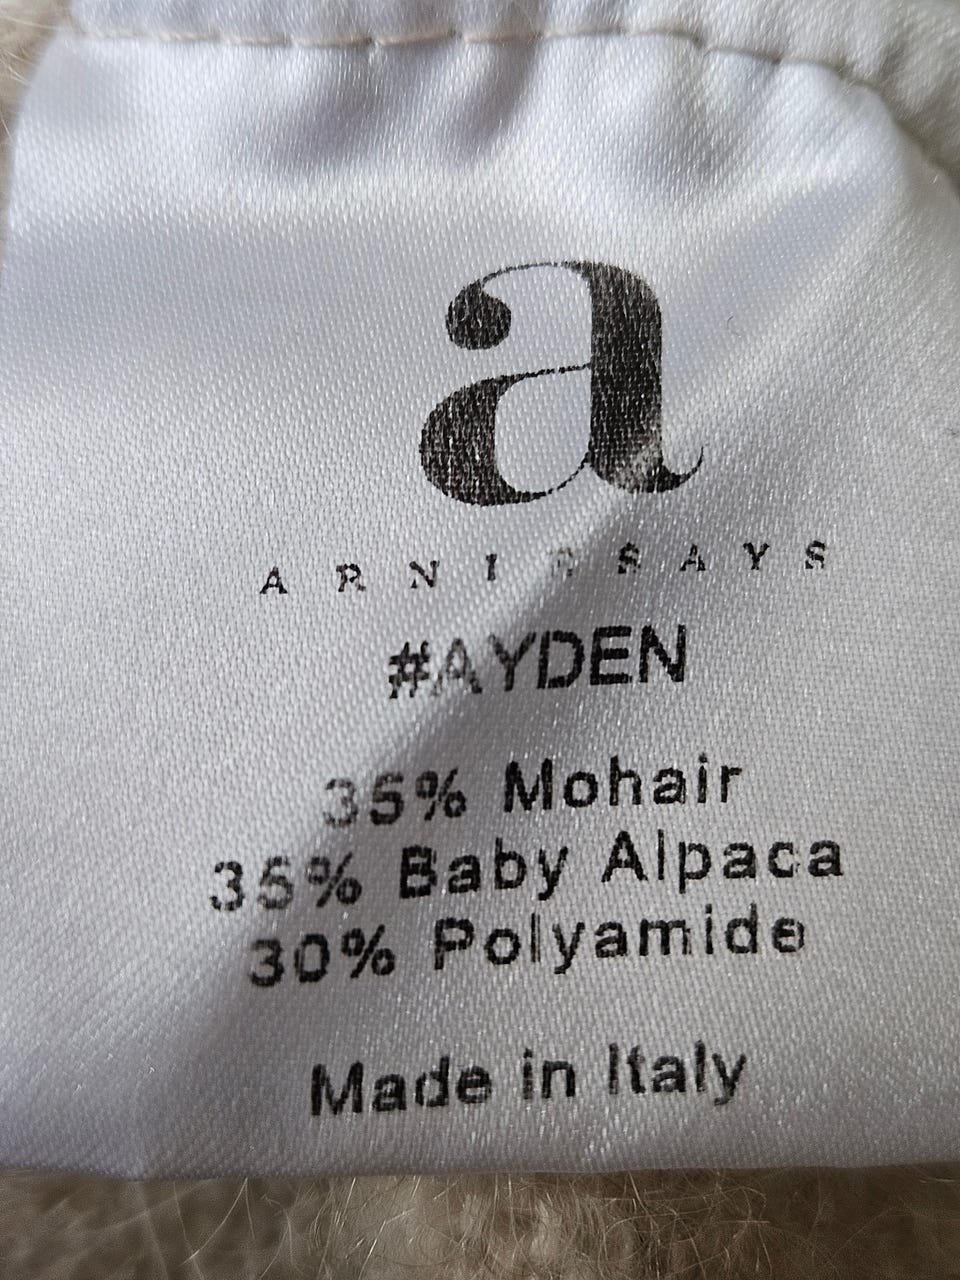 a
ARNIESAYS
#AYDEN
35% Mohair
35% Baby Alpaca
30% Polyamide
Made in Italy